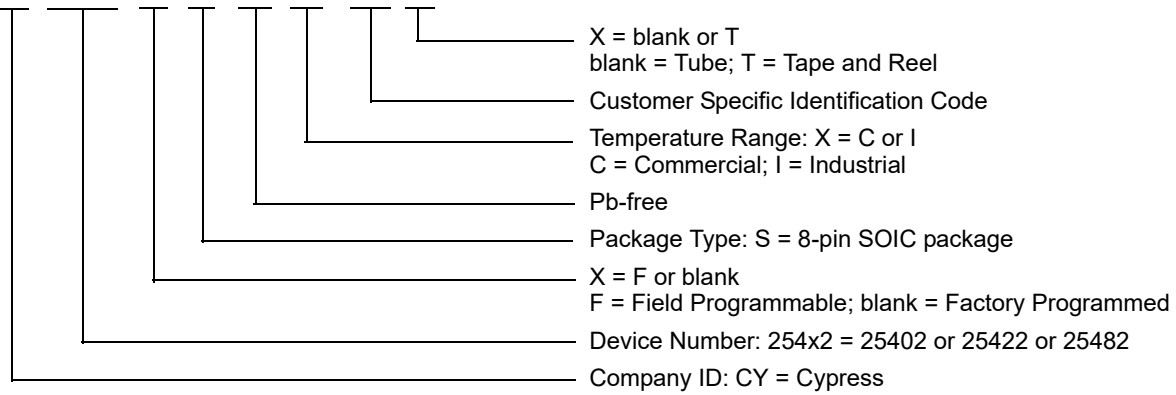 X = blank or T
blank = Tube; T = Tape and Reel
Customer Specific Identification Code
Temperature Range: X = C or I
C = Commercial; I = Industrial
Pb-free
Package Type: S = 8-pin SOIC package
X = F or blank
F = Field Programmable; blank = Factory Programmed
Device Number: 254x2 = 25402 or 25422 or 25482
Company ID: CY = Cypress